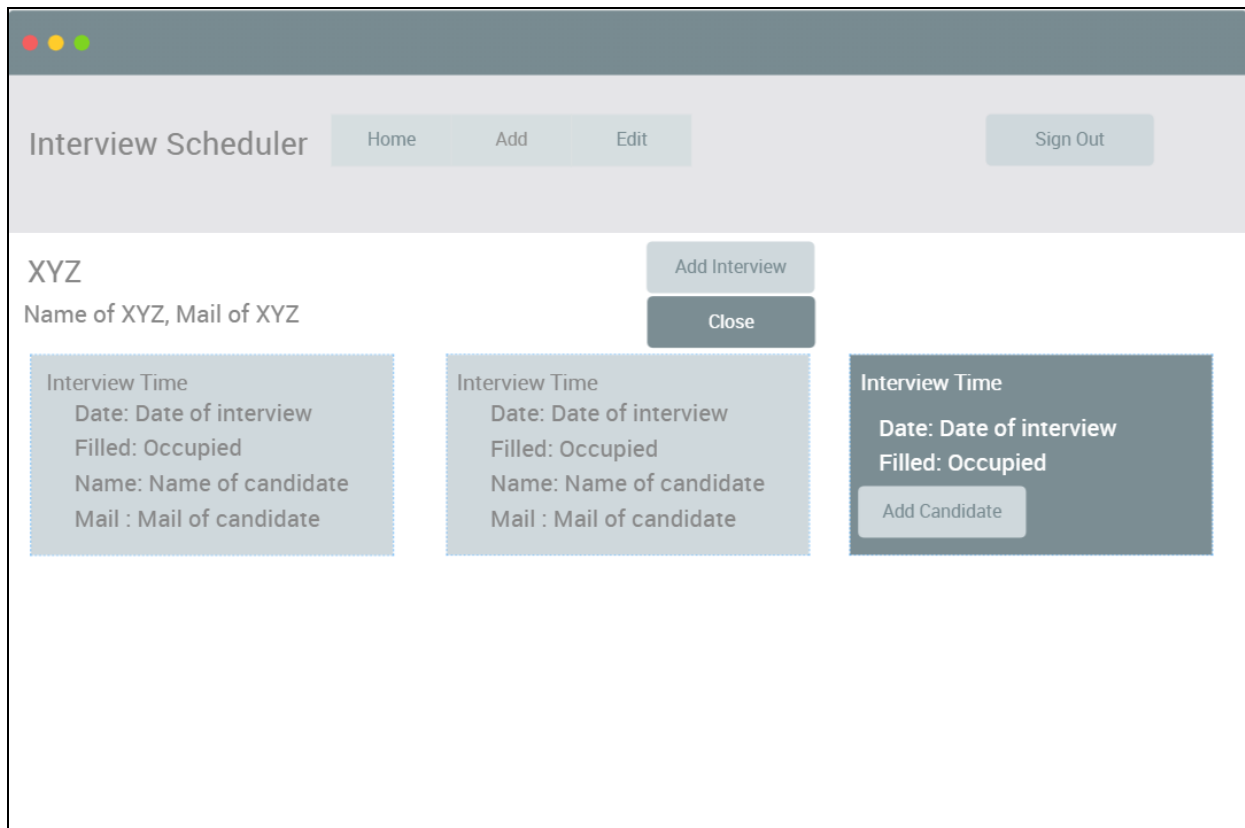 Interview Scheduler
Home
Add
Edit
Sign Out
XYZ
Name of XYZ, Mail of XYZ
Add Interview
Close
Interview Time
Date: Date of interview
Filled: Occupied
Name: Name of candidate
Mail : Mail of candidate
Interview Time
Date: Date of interview
Filled: Occupied
Name: Name of candidate
Mail : Mail of candidate
Interview Time
Date: Date of interview
Filled: Occupied
Add Candidate